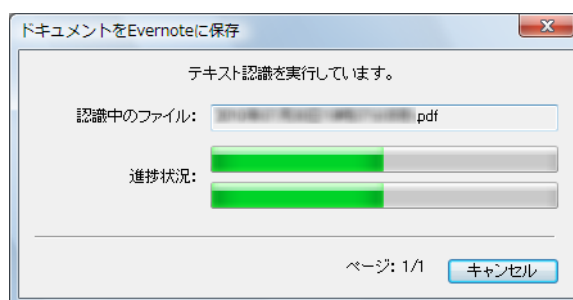 ドキュメントをEvernoteに保存
テキスト認識を実行しています。
認識中のファイル: .pdf
進捗状況:
ページ: 1/1 キャンセル